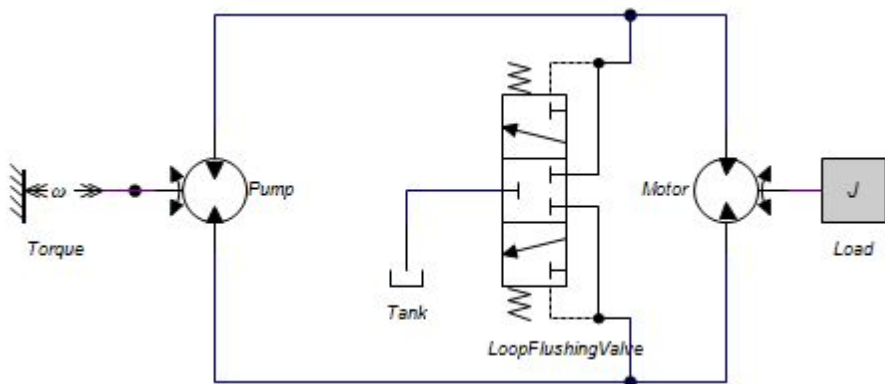 ω
Pump
Motor
J
Torque
Load
Tank
LoopFlushingValve